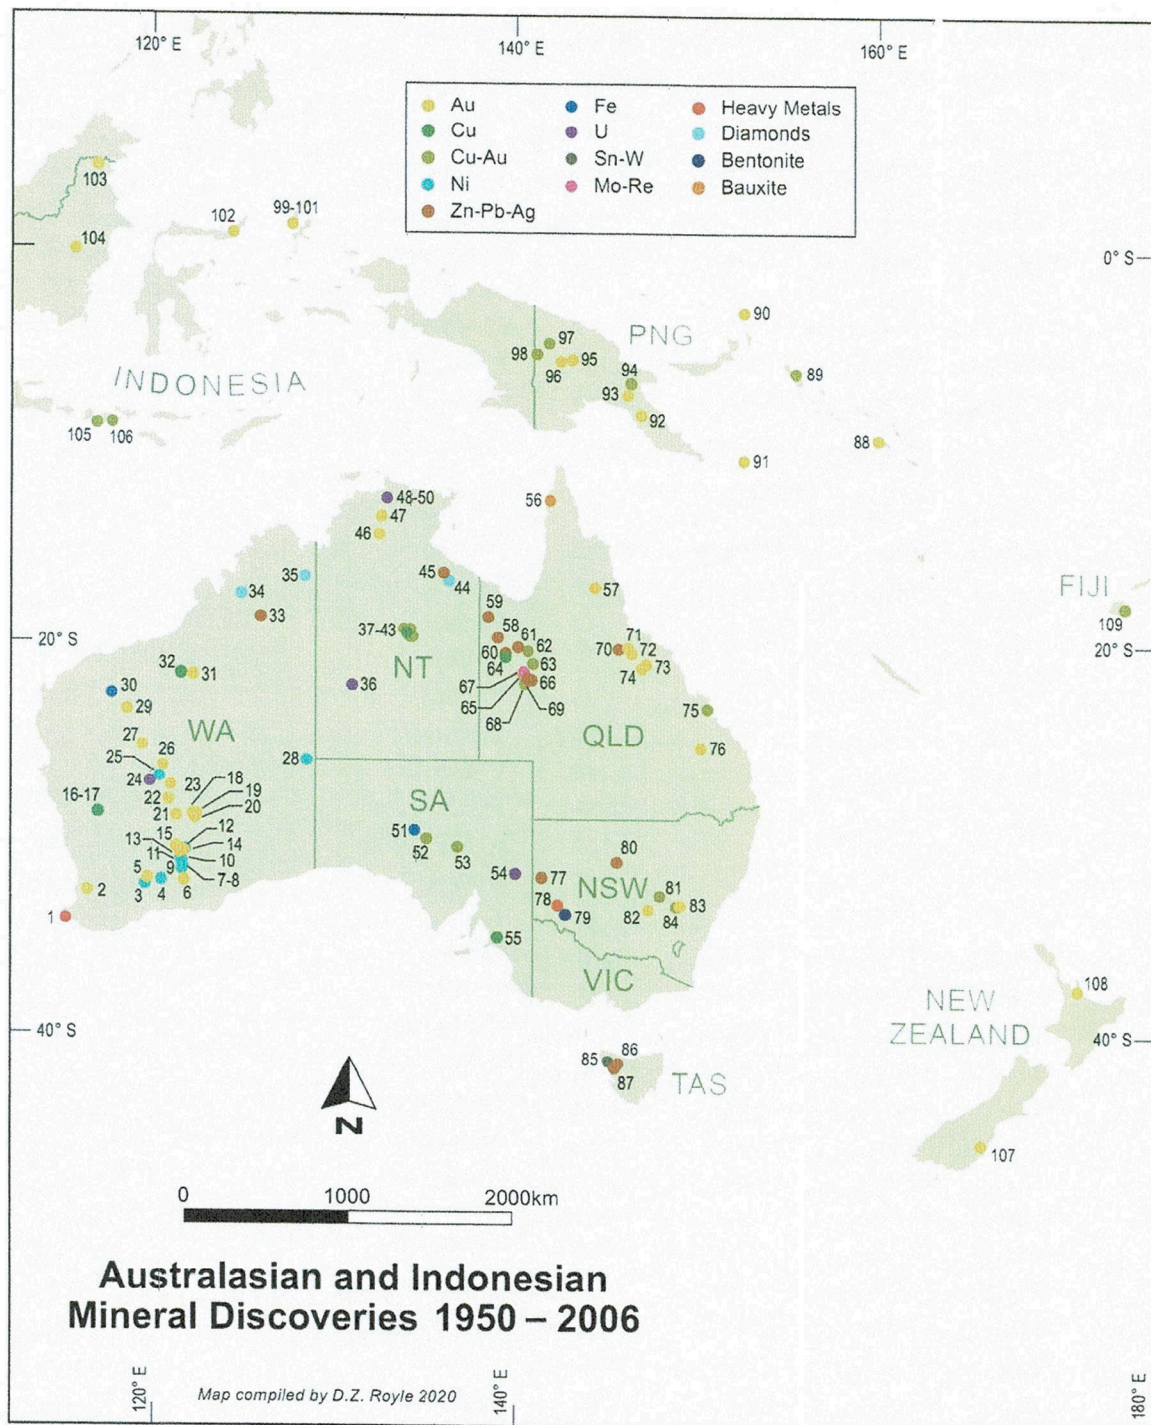 120° E
140° E
160° E
Au
Fe
Heavy Metals
Cu
U
Diamonds
Cu-Au
Sn-W
Bentonite
Ni
Mo-Re
Bauxite
Zn-Pb-Ag
103
102
99-101
104
0° S
90
PNG
97
98
95
96
INDONESIA
94
89
93
92
105
106
88
91
48-50
56
47
46
35
45
44
34
57
FIJI
33
59
109
37-43
58
61
71
20° S
60
62
70
72
20° S
32
31
NT
64
63
74
73
30
36
67
66
29
65
69
75
WA
68
27
QLD
76
26
28
25
24
23
18
SA
16-17
22
19
21
20
12
51
15
13
14
52
53
80
11
10
5
9
7-8
54
77
NSW
81
2
3
4
6
78
82
83
84
1
79
55
VIC
108
NEW
ZEALAND
40° S
40° S
85
86
87
TAS
N
107
0
1000
2000km
Australasian and Indonesian
Mineral Discoveries 1950 – 2006
120° E
Map compiled by D.Z. Royle 2020
140° E
180° E